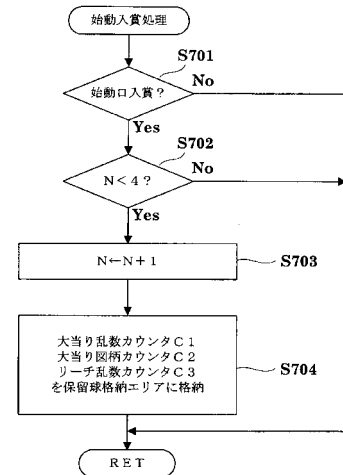 始動入賞処理
S701
始動口入賞？
No
Yes
S702
N＜4？
No
Yes
N←N＋1
S703
大当り乱数カウンタC1
大当り図柄カウンタC2
リーチ乱数カウンタC3
を保留球格納エリアに格納
S704
RET